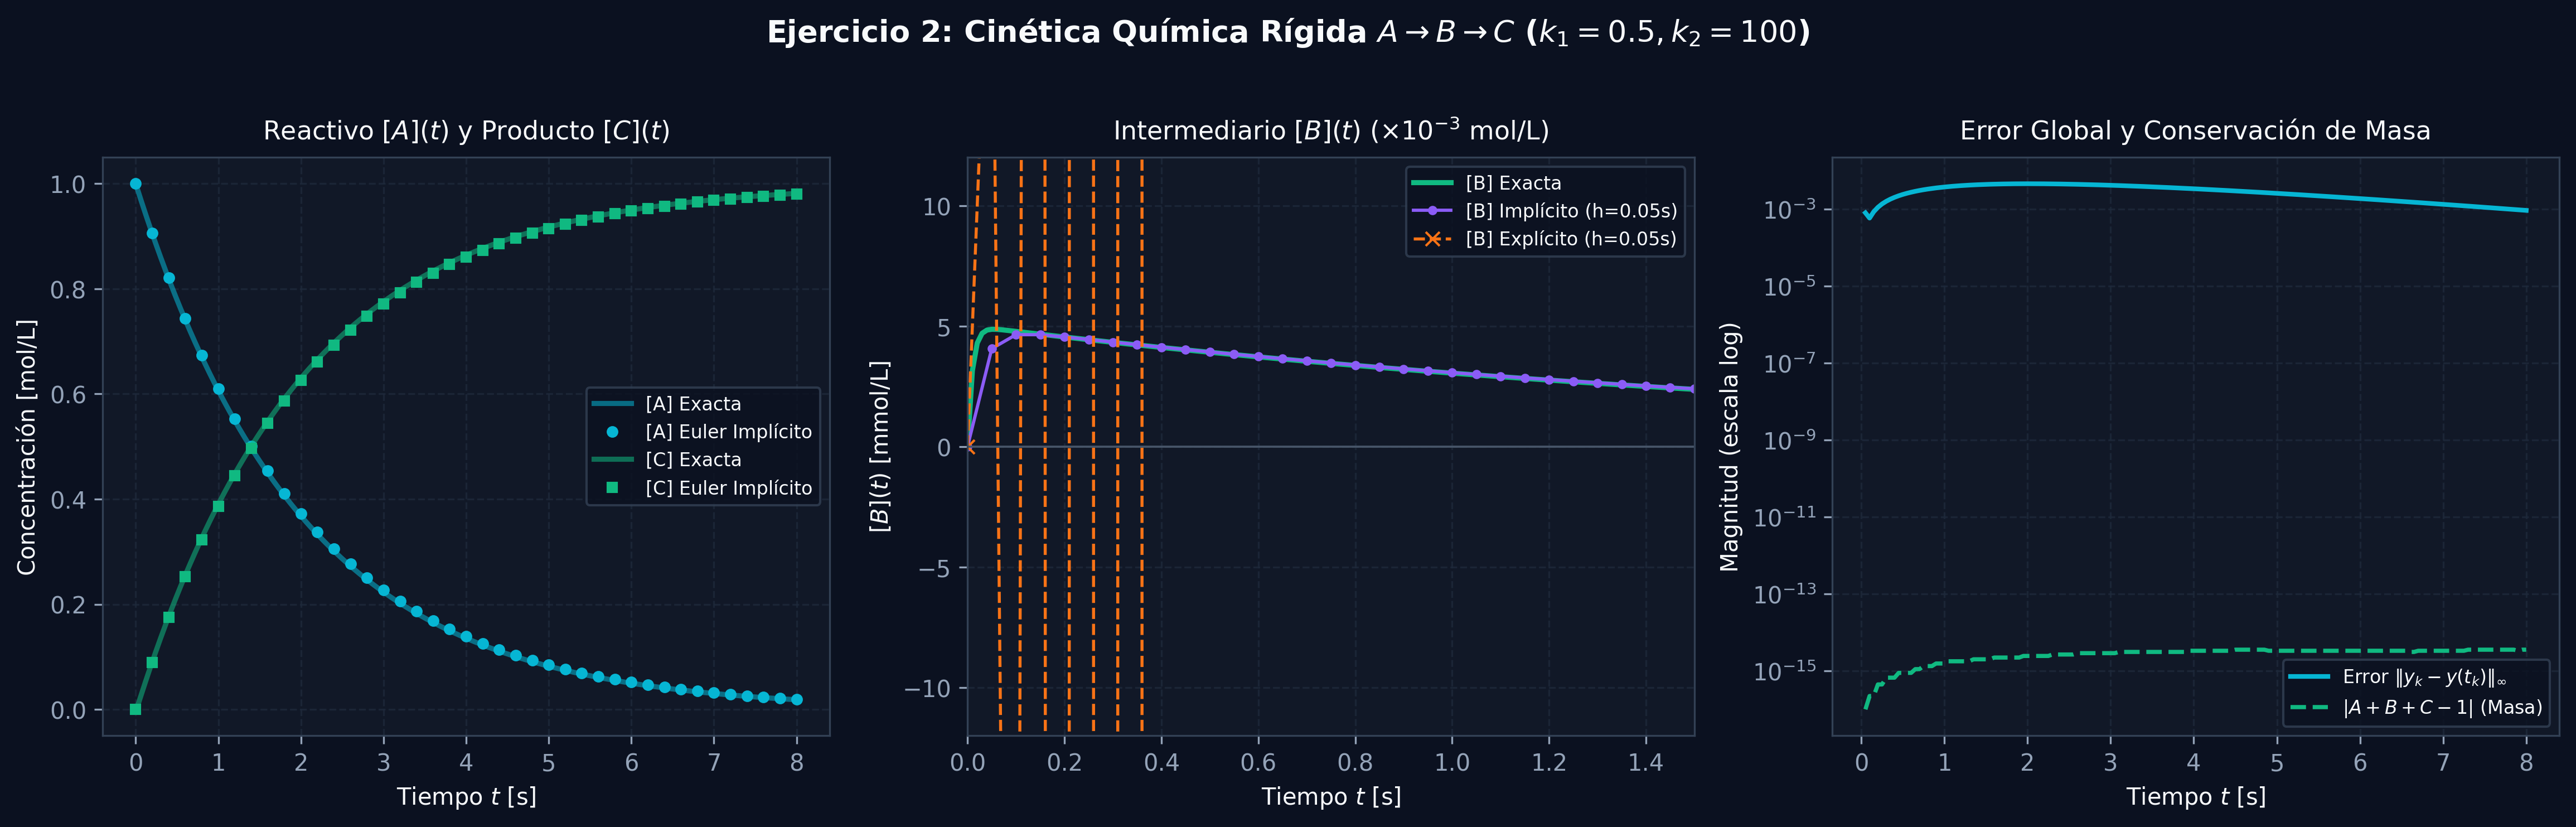 Ejercicio 2: Cinética Química Rígida A → B → C (k₁ = 0.5, k₂ = 100)
Reactivo [A](t) y Producto [C](t)
Concentración [mol/L]
1.0
0.8
0.6
0.4
0.2
0.0
[A] Exacta
[A] Euler Implícito
[C] Exacta
[C] Euler Implícito
0 1 2 3 4 5 6 7 8
Tiempo t [s]
Intermediario [B](t) (×10⁻³ mol/L)
[B](t) [mmol/L]
10
5
0
−5
−10
[B] Exacta
[B] Implícito (h=0.05s)
[B] Explícito (h=0.05s)
0.0 0.2 0.4 0.6 0.8 1.0 1.2 1.4
Tiempo t [s]
Error Global y Conservación de Masa
Magnitud (escala log)
10⁻³
10⁻⁵
10⁻⁷
10⁻⁹
10⁻¹¹
10⁻¹³
10⁻¹⁵
Error ‖yₖ − y(tₖ)‖∞
|A + B + C − 1| (Masa)
0 1 2 3 4 5 6 7 8
Tiempo t [s]